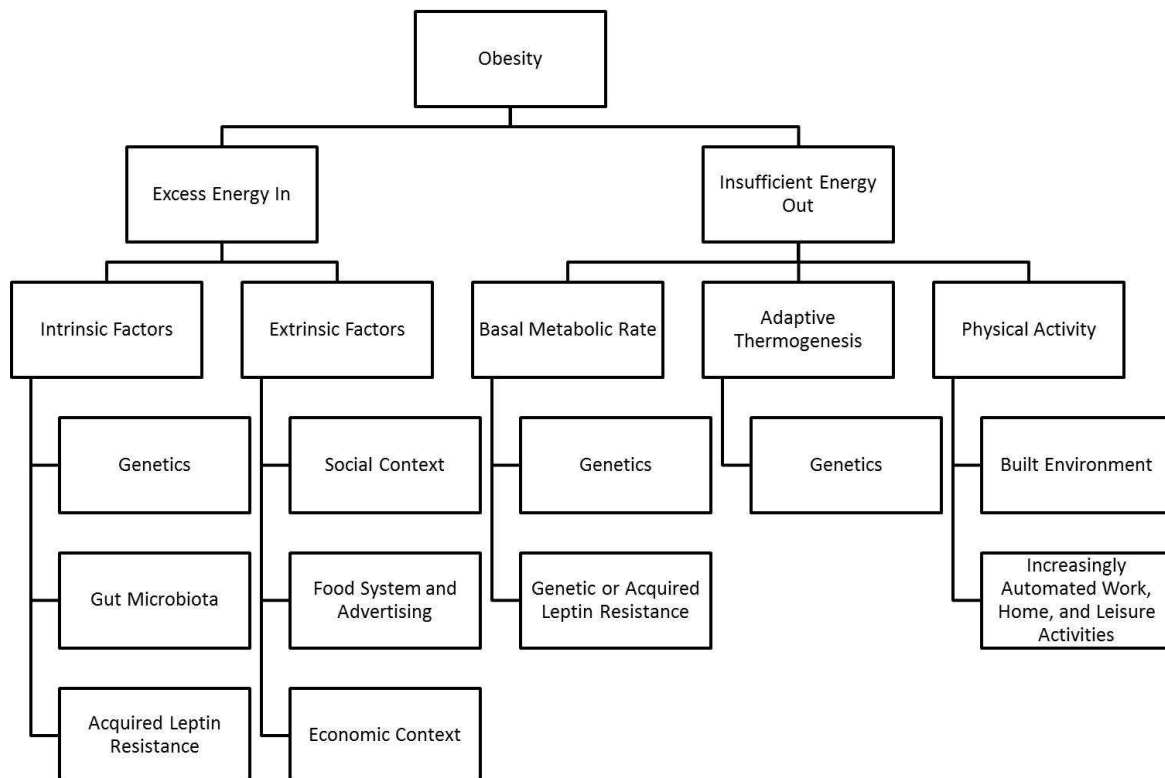 Obesity
Excess Energy In
Insufficient Energy
Out
Intrinsic Factors
Extrinsic Factors
Basal Metabolic Rate
Adaptive
Thermogenesis
Physical Activity
Genetics
Social Context
Genetics
Genetics
Built Environment
Gut Microbiota
Food System and
Advertising
Genetic or Acquired
Leptin Resistance
Increasingly
Automated Work,
Home, and Leisure
Activities
Acquired Leptin
Resistance
Economic Context